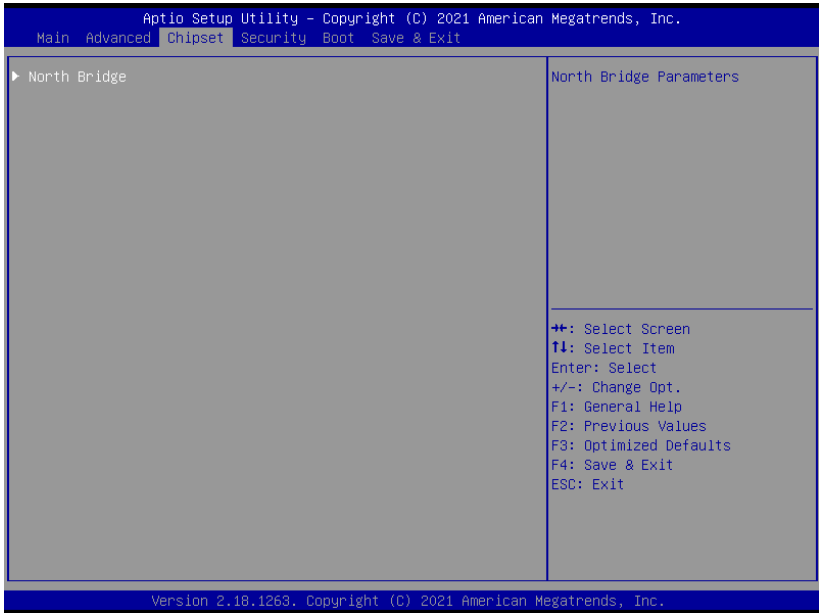 Aptio Setup Utility – Copyright (C) 2021 American Megatrends, Inc.
Main Advanced Chipset Security Boot Save & Exit
▶ North Bridge
North Bridge Parameters
→←: Select Screen
↑↓: Select Item
Enter: Select
+/-: Change Opt.
F1: General Help
F2: Previous Values
F3: Optimized Defaults
F4: Save & Exit
ESC: Exit
Version 2.18.1263. Copyright (C) 2021 American Megatrends, Inc.